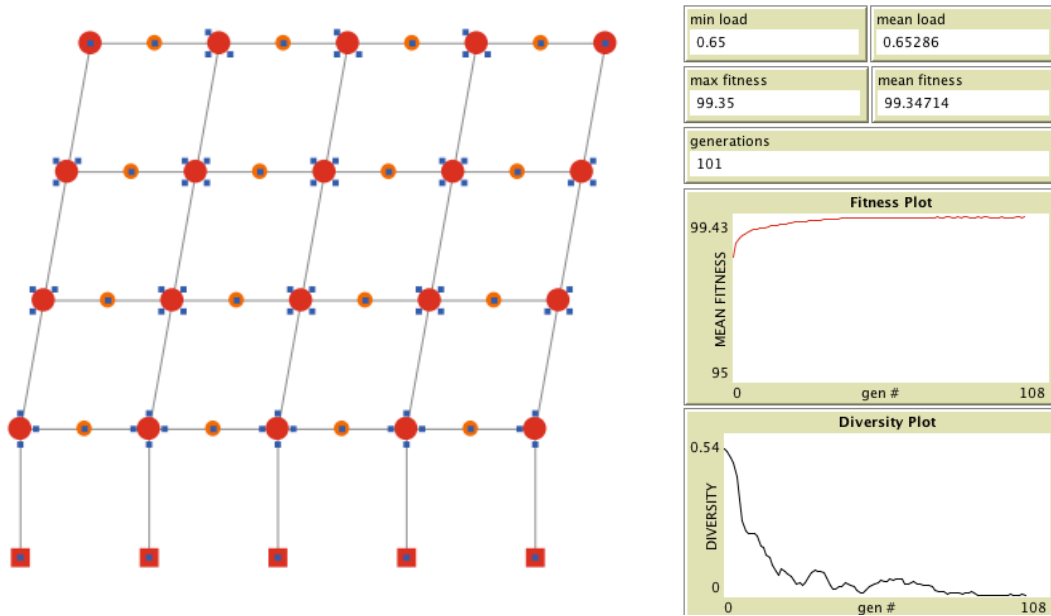 min load
0.65
mean load
0.65286
max fitness
99.35
mean fitness
99.34714
generations
101
Fitness Plot
99.43
MEAN FITNESS
95
0
gen #
108
Diversity Plot
0.54
DIVERSITY
0
0
gen #
108